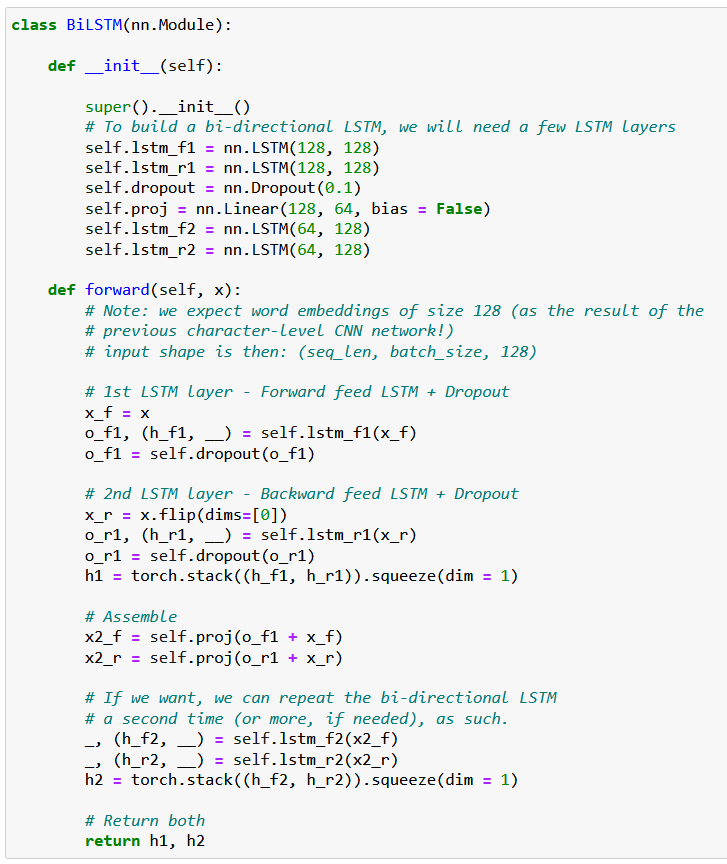 class BiLSTM(nn.Module):
    def __init__(self):
        super().__init__()
        # To build a bi-directional LSTM, we will need a few LSTM layers
        self.lstm_f1 = nn.LSTM(128, 128)
        self.lstm_r1 = nn.LSTM(128, 128)
        self.dropout = nn.Dropout(0.1)
        self.proj = nn.Linear(128, 64, bias = False)
        self.lstm_f2 = nn.LSTM(64, 128)
        self.lstm_r2 = nn.LSTM(64, 128)
    def forward(self, x):
        # Note: we expect word embeddings of size 128 (as the result of the
        # previous character-level CNN network!)
        # input shape is then: (seq_len, batch_size, 128)
        # 1st LSTM layer - Forward feed LSTM + Dropout
        x_f = x
        o_f1, (h_f1, __) = self.lstm_f1(x_f)
        o_f1 = self.dropout(o_f1)
        # 2nd LSTM layer - Backward feed LSTM + Dropout
        x_r = x.flip(dims=[0])
        o_r1, (h_r1, __) = self.lstm_r1(x_r)
        o_r1 = self.dropout(o_r1)
        h1 = torch.stack((h_f1, h_r1)).squeeze(dim = 1)
        # Assemble
        x2_f = self.proj(o_f1 + x_f)
        x2_r = self.proj(o_r1 + x_r)
        # If we want, we can repeat the bi-directional LSTM
        # a second time (or more, if needed), as such.
        _, (h_f2, __) = self.lstm_f2(x2_f)
        _, (h_r2, __) = self.lstm_r2(x2_r)
        h2 = torch.stack((h_f2, h_r2)).squeeze(dim = 1)
        # Return both
        return h1, h2